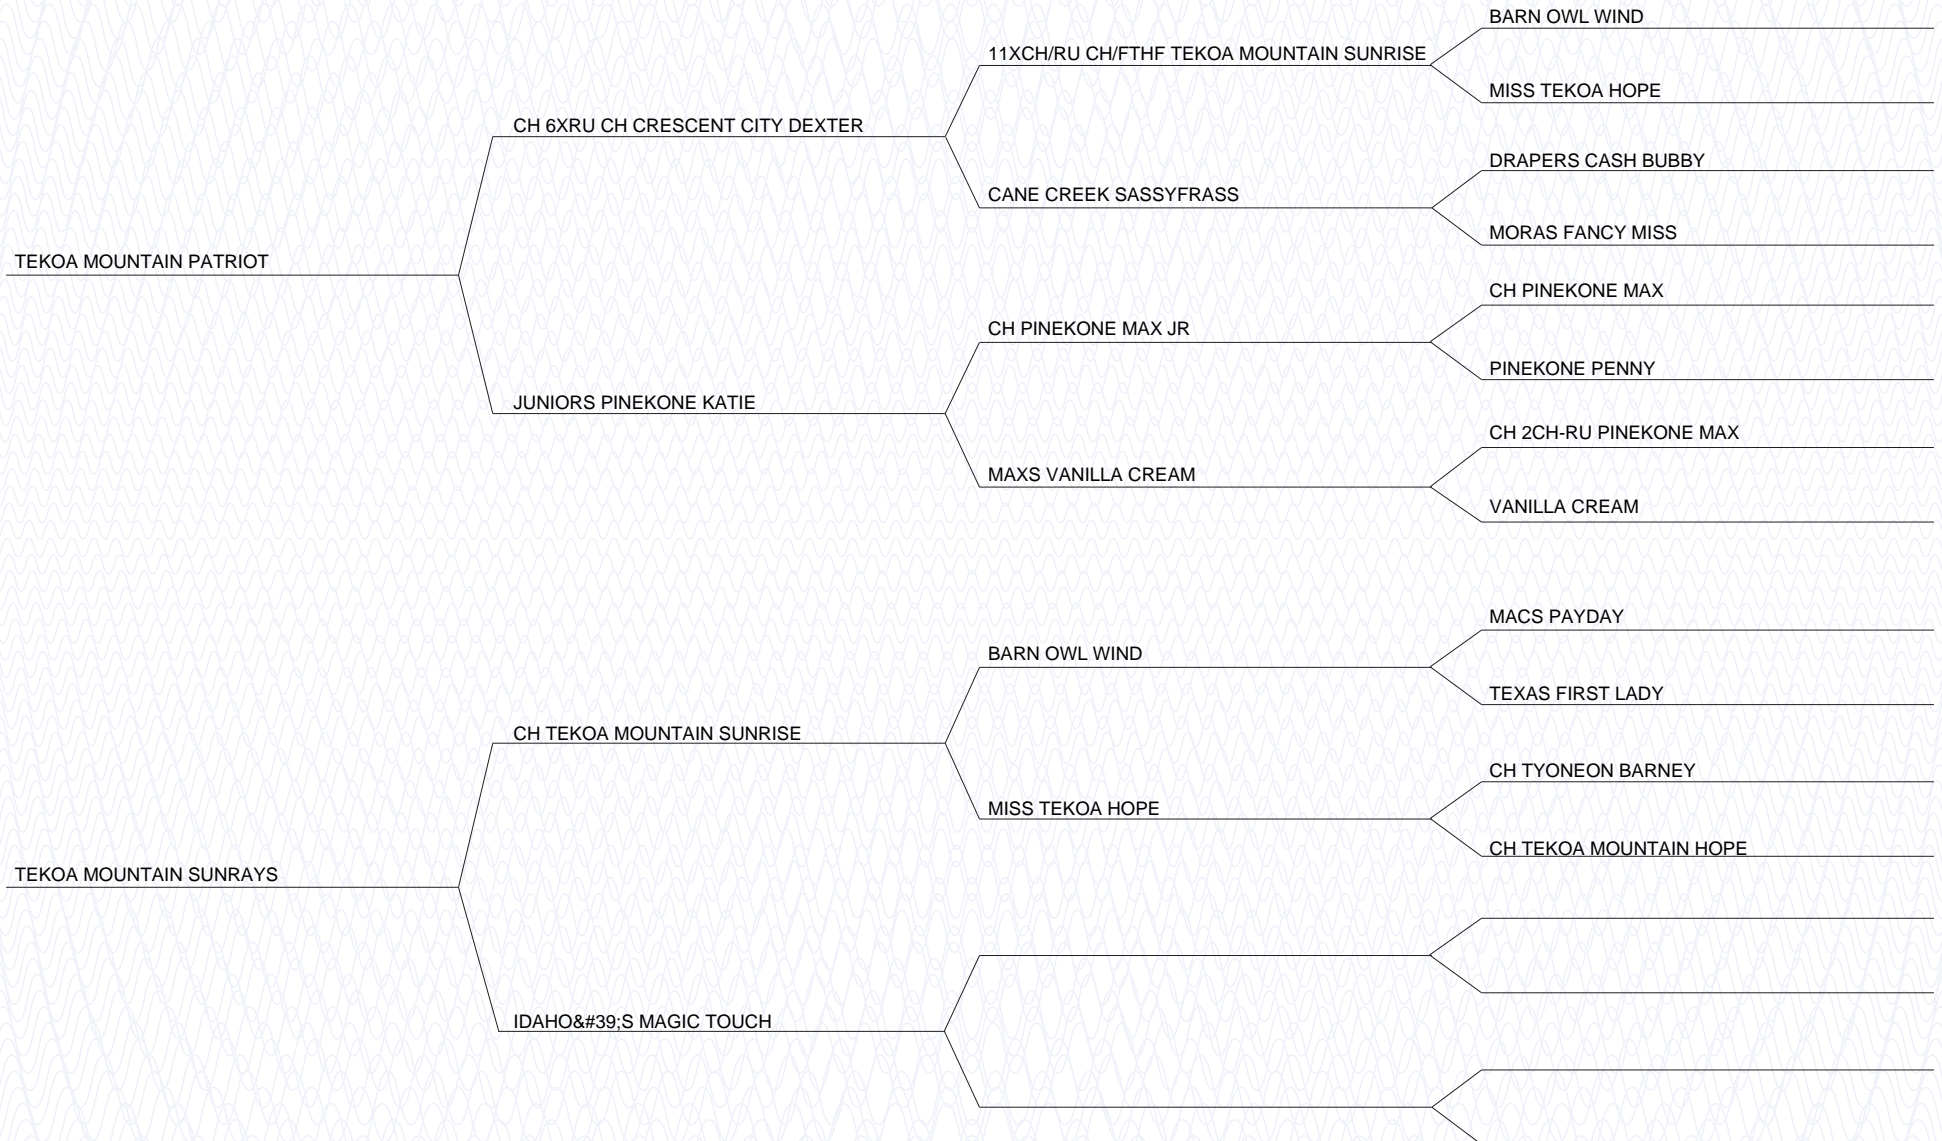 BARN OWL WIND
11XCH/RU CH/FTHF TEKOA MOUNTAIN SUNRISE
MISS TEKOA HOPE
CH 6XRU CH CRESCENT CITY DEXTER
DRAPERS CASH BUBBY
CANE CREEK SASSYFRASS
MORAS FANCY MISS
TEKOA MOUNTAIN PATRIOT
CH PINEKONE MAX
CH PINEKONE MAX JR
PINEKONE PENNY
JUNIORS PINEKONE KATIE
CH 2CH-RU PINEKONE MAX
MAXS VANILLA CREAM
VANILLA CREAM
MACS PAYDAY
BARN OWL WIND
TEXAS FIRST LADY
CH TEKOA MOUNTAIN SUNRISE
CH TYONEON BARNEY
MISS TEKOA HOPE
CH TEKOA MOUNTAIN HOPE
TEKOA MOUNTAIN SUNRAYS
IDAHO&#39;S MAGIC TOUCH